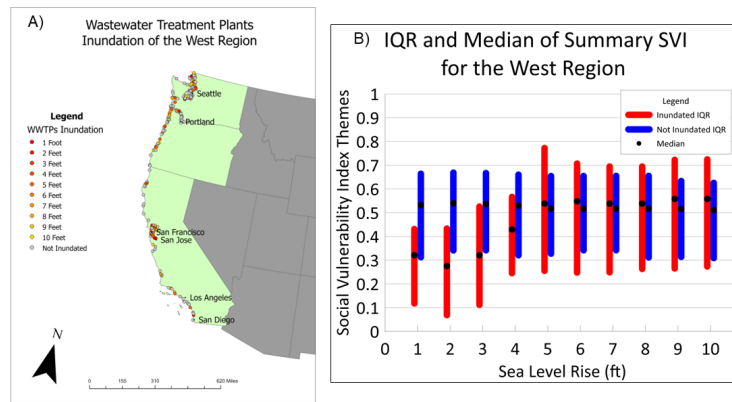 A)
Wastewater Treatment Plants
Inundation of the West Region
Seattle
Portland
San Francisco
San Jose
Los Angeles
San Diego
Legend
WWTPs Inundation
1 Foot
2 Feet
3 Feet
4 Feet
5 Feet
6 Feet
7 Feet
8 Feet
9 Feet
10 Feet
Not Inundated
N
0 155 310 620 Miles
B)
IQR and Median of Summary SVI
for the West Region
Social Vulnerability Index Themes
1
0.9
0.8
0.7
0.6
0.5
0.4
0.3
0.2
0.1
0
Legend
Inundated IQR
Not Inundated IQR
Median
0 1 2 3 4 5 6 7 8 9 10
Sea Level Rise (ft)